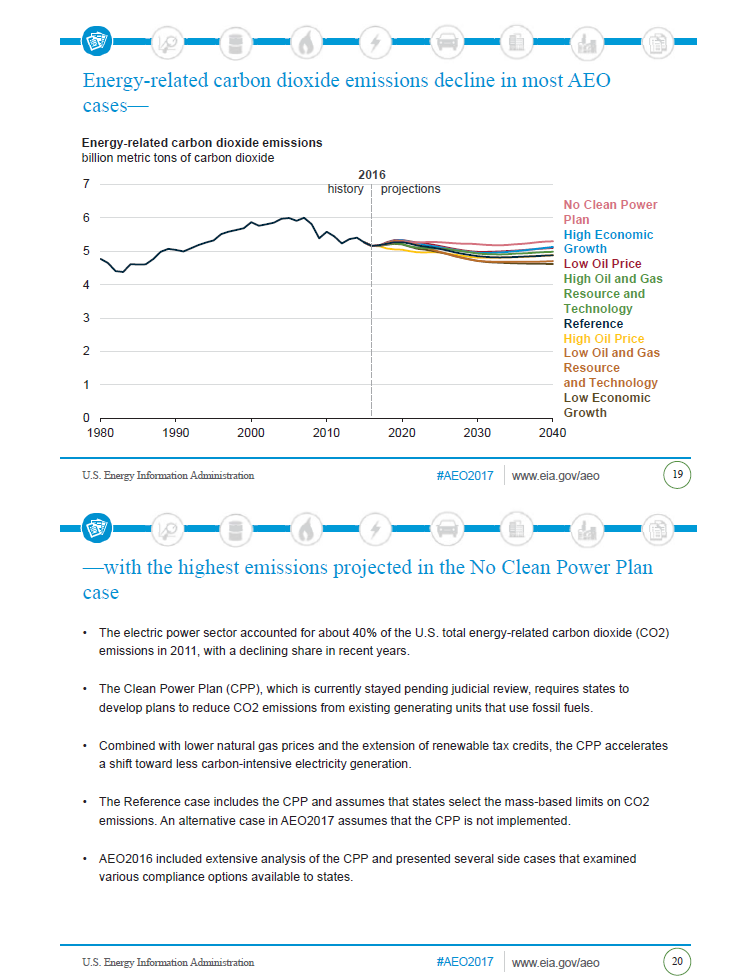 Energy-related carbon dioxide emissions decline in most AEO
cases—
Energy-related carbon dioxide emissions
billion metric tons of carbon dioxide
2016
history
projections
7
6
5
4
3
2
1
0
1980
1990
2000
2010
2020
2030
2040
No Clean Power
Plan
High Economic
Growth
Low Oil Price
High Oil and Gas
Resource and
Technology
Reference
High Oil Price
Low Oil and Gas
Resource
and Technology
Low Economic
Growth
U.S. Energy Information Administration
#AEO2017
www.eia.gov/aeo
19
—with the highest emissions projected in the No Clean Power Plan
case
• The electric power sector accounted for about 40% of the U.S. total energy-related carbon dioxide (CO2)
emissions in 2011, with a declining share in recent years.
• The Clean Power Plan (CPP), which is currently stayed pending judicial review, requires states to
develop plans to reduce CO2 emissions from existing generating units that use fossil fuels.
• Combined with lower natural gas prices and the extension of renewable tax credits, the CPP accelerates
a shift toward less carbon-intensive electricity generation.
• The Reference case includes the CPP and assumes that states select the mass-based limits on CO2
emissions. An alternative case in AEO2017 assumes that the CPP is not implemented.
• AEO2016 included extensive analysis of the CPP and presented several side cases that examined
various compliance options available to states.
U.S. Energy Information Administration
#AEO2017
www.eia.gov/aeo
20